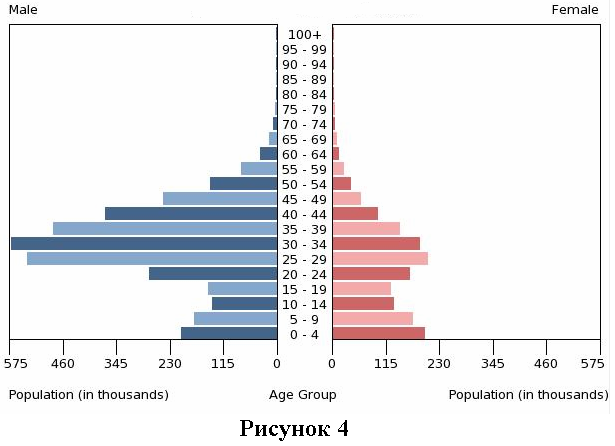 Male Female
100+
95 - 99
90 - 94
85 - 89
80 - 84
75 - 79
70 - 74
65 - 69
60 - 64
55 - 59
50 - 54
45 - 49
40 - 44
35 - 39
30 - 34
25 - 29
20 - 24
15 - 19
10 - 14
5 - 9
0 - 4
575 460 345 230 115 0 0 115 230 345 460 575
Population (in thousands) Age Group Population (in thousands)
Рисунок 4